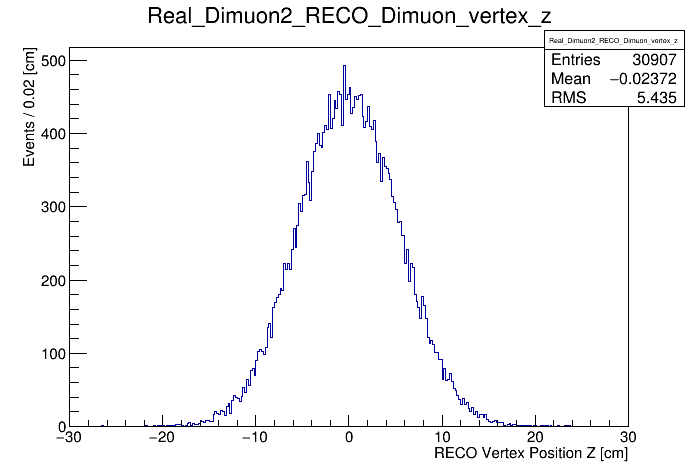 Real_Dimuon2_RECO_Dimuon_vertex_z
Real_Dimuon2_RECO_Dimuon_vertex_z
Entries 30907
Mean −0.02372
RMS 5.435
Events / 0.02 [cm]
500
400
300
200
100
0
−30 −20 −10 0 10 20 30
RECO Vertex Position Z [cm]